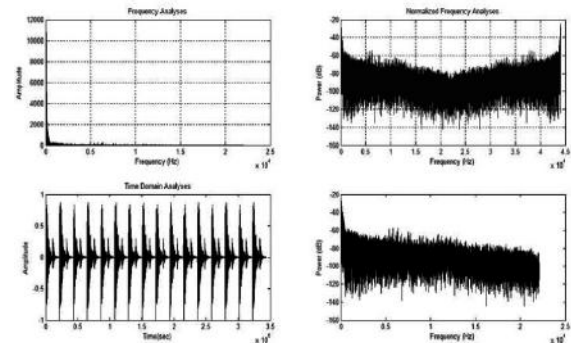 Frequency Analyses
Amplitude
12000
10000
8000
6000
4000
2000
0
0 0.5 1 1.5 2 2.5
Frequency (Hz)
x 10
Normalized Frequency Analyses
Power (dB)
-20
-40
-60
-80
-100
-120
-140
-160
0 0.5 1 1.5 2 2.5 3 3.5 4 4.5
Frequency (Hz)
x 10
Time Domain Analyses
Amplitude
1
0.5
0
-0.5
-1
0 0.5 1 1.5 2 2.5 3 3.5
Time(sec)
x 10
Power (dB)
-20
-40
-60
-80
-100
-120
-140
-160
0 0.5 1 1.5 2 2.5
Frequency (Hz)
x 10